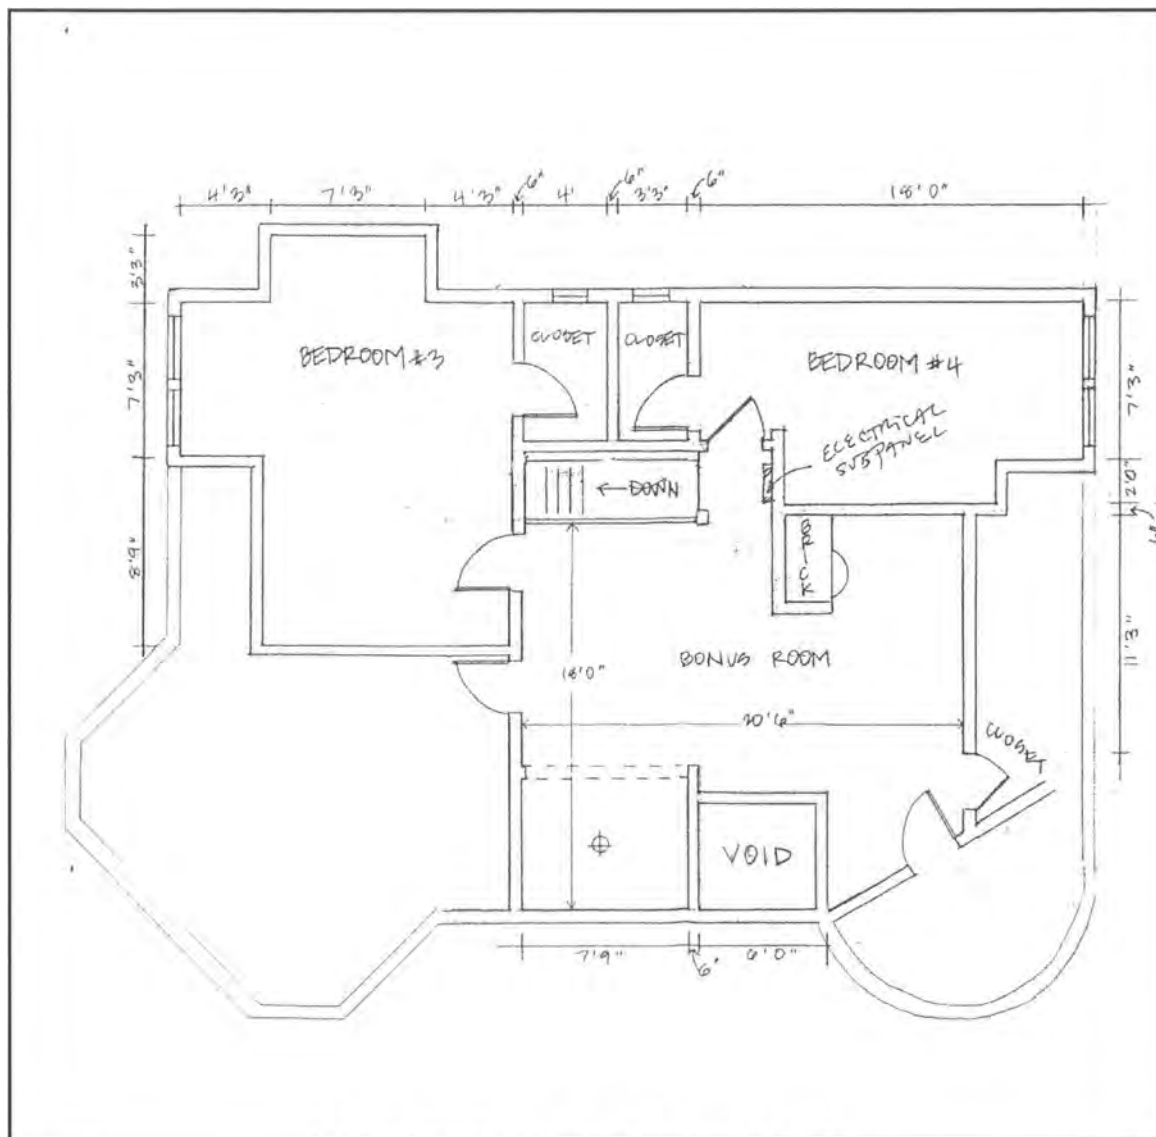 4'3" 7'3" 4'3" 6" 4' 6" 3'3" 6" 18'0"
3'3"
CLOSET CLOSET
BEDROOM #3 BEDROOM #4
7'3" 7'3"
ELECTRICAL
SUBPANEL
← DOWN
2'0"
6"
BRICK
8'9"
BONUS ROOM
11'3"
18'0"
20'6"
CLOSET
VOID
7'9" 6" 6'0"